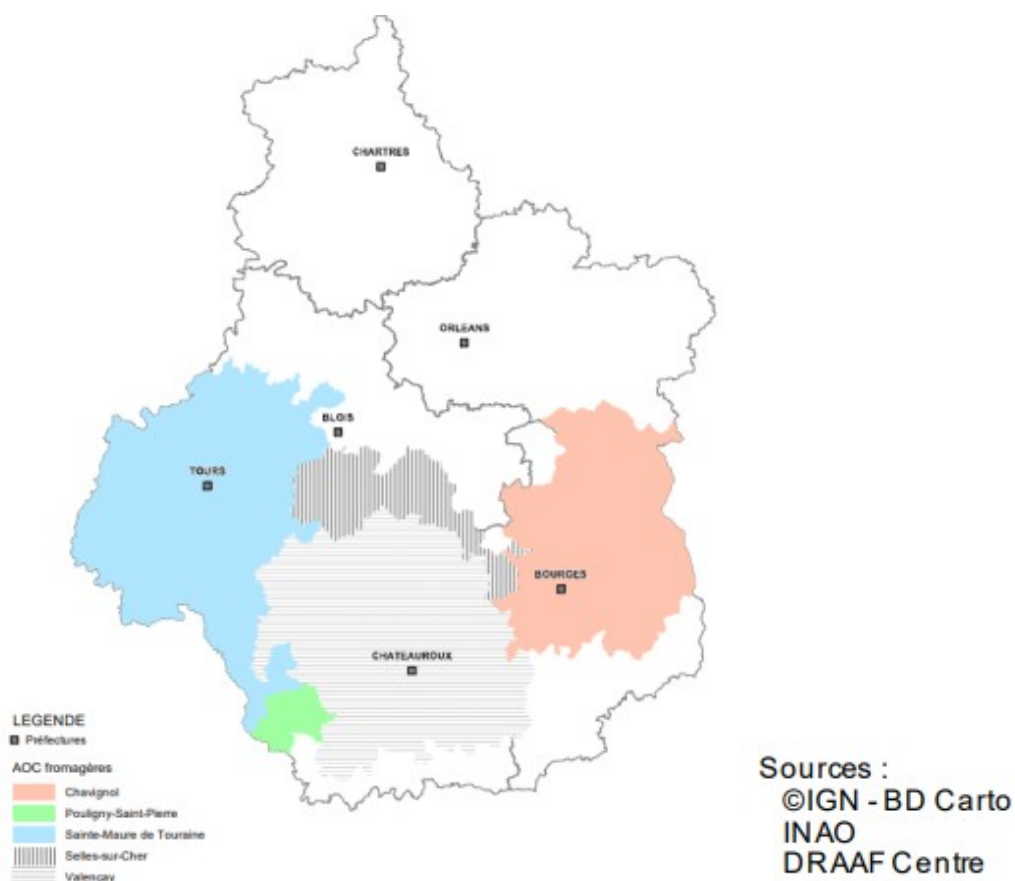 CHARTRES
ORLEANS
BLOIS
TOURS
BOURGES
CHATEAUROUX
LEGENDE
Préfectures
AOC fromagères
Chavignol
Pouligny-Saint-Pierre
Sainte-Maure de Touraine
Selles-sur-Cher
Valençay
Sources :
©IGN - BD Carto
INAO
DRAAF Centre